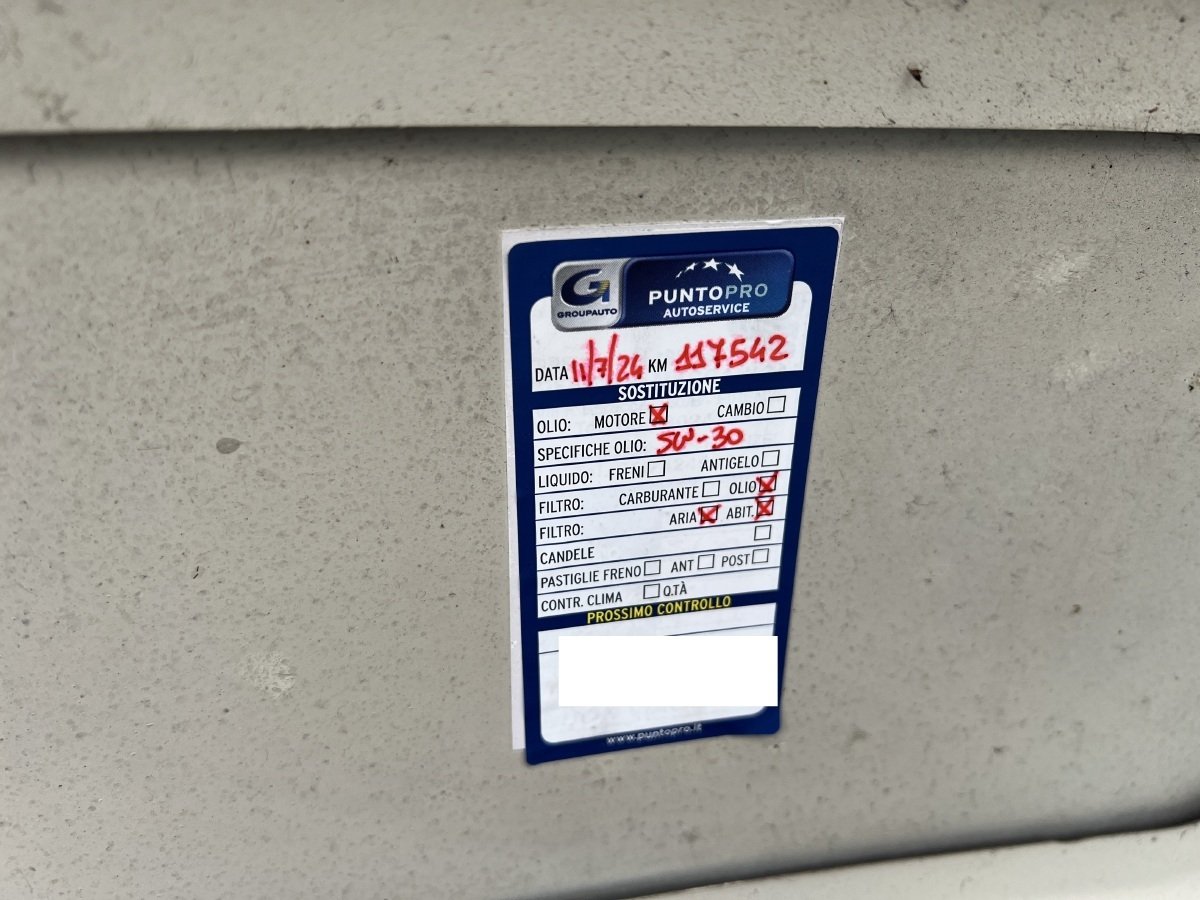 G
GROUPAUTO
PUNTOPRO
AUTOSERVICE
DATA 11/7/24 KM 117.542
SOSTITUZIONE
OLIO: MOTORE CAMBIO
SPECIFICHE OLIO: 5W-30
LIQUIDO: FRENI ANTIGELO
FILTRO: CARBURANTE OLIO
FILTRO: ARIA ABIT.
CANDELE
PASTIGLIE FRENO ANT POST
CONTR. CLIMA Q.TÀ
PROSSIMO CONTROLLO
www.puntopro.it